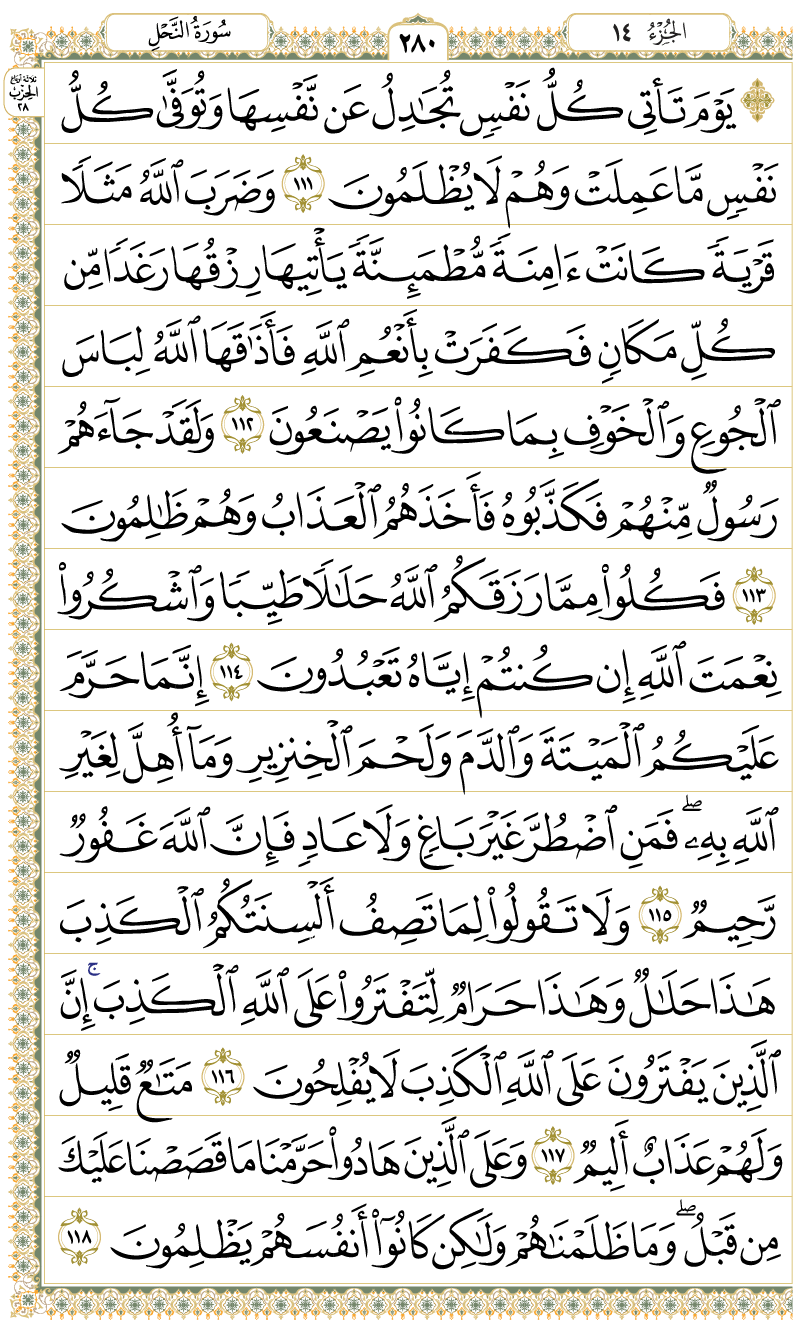 سُورَةُ النَّحْلِ
٢٨٠
الجُزْءُ ١٤
ثلاثة أرباع
الحِزْب
٢٨
۞ يَوْمَ تَأْتِى كُلُّ نَفْسٍ تُجَٰدِلُ عَن نَّفْسِهَا وَتُوَفَّىٰ كُلُّ
نَفْسٍ مَّا عَمِلَتْ وَهُمْ لَا يُظْلَمُونَ ١١١ وَضَرَبَ ٱللَّهُ مَثَلًا
قَرْيَةً كَانَتْ ءَامِنَةً مُّطْمَئِنَّةً يَأْتِيهَا رِزْقُهَا رَغَدًا مِّن
كُلِّ مَكَانٍ فَكَفَرَتْ بِأَنْعُمِ ٱللَّهِ فَأَذَٰقَهَا ٱللَّهُ لِبَاسَ
ٱلْجُوعِ وَٱلْخَوْفِ بِمَا كَانُوا۟ يَصْنَعُونَ ١١٢ وَلَقَدْ جَآءَهُمْ
رَسُولٌ مِّنْهُمْ فَكَذَّبُوهُ فَأَخَذَهُمُ ٱلْعَذَابُ وَهُمْ ظَٰلِمُونَ
١١٣ فَكُلُوا۟ مِمَّا رَزَقَكُمُ ٱللَّهُ حَلَٰلًا طَيِّبًا وَٱشْكُرُوا۟
نِعْمَتَ ٱللَّهِ إِن كُنتُمْ إِيَّاهُ تَعْبُدُونَ ١١٤ إِنَّمَا حَرَّمَ
عَلَيْكُمُ ٱلْمَيْتَةَ وَٱلدَّمَ وَلَحْمَ ٱلْخِنزِيرِ وَمَآ أُهِلَّ لِغَيْرِ
ٱللَّهِ بِهِۦ ۖ فَمَنِ ٱضْطُرَّ غَيْرَ بَاغٍ وَلَا عَادٍ فَإِنَّ ٱللَّهَ غَفُورٌ
رَّحِيمٌ ١١٥ وَلَا تَقُولُوا۟ لِمَا تَصِفُ أَلْسِنَتُكُمُ ٱلْكَذِبَ
هَٰذَا حَلَٰلٌ وَهَٰذَا حَرَامٌ لِّتَفْتَرُوا۟ عَلَى ٱللَّهِ ٱلْكَذِبَ ۚ إِنَّ
ٱلَّذِينَ يَفْتَرُونَ عَلَى ٱللَّهِ ٱلْكَذِبَ لَا يُفْلِحُونَ ١١٦ مَتَٰعٌ قَلِيلٌ
وَلَهُمْ عَذَابٌ أَلِيمٌ ١١٧ وَعَلَى ٱلَّذِينَ هَادُوا۟ حَرَّمْنَا مَا قَصَصْنَا عَلَيْكَ
مِن قَبْلُ ۖ وَمَا ظَلَمْنَٰهُمْ وَلَٰكِن كَانُوٓا۟ أَنفُسَهُمْ يَظْلِمُونَ ١١٨